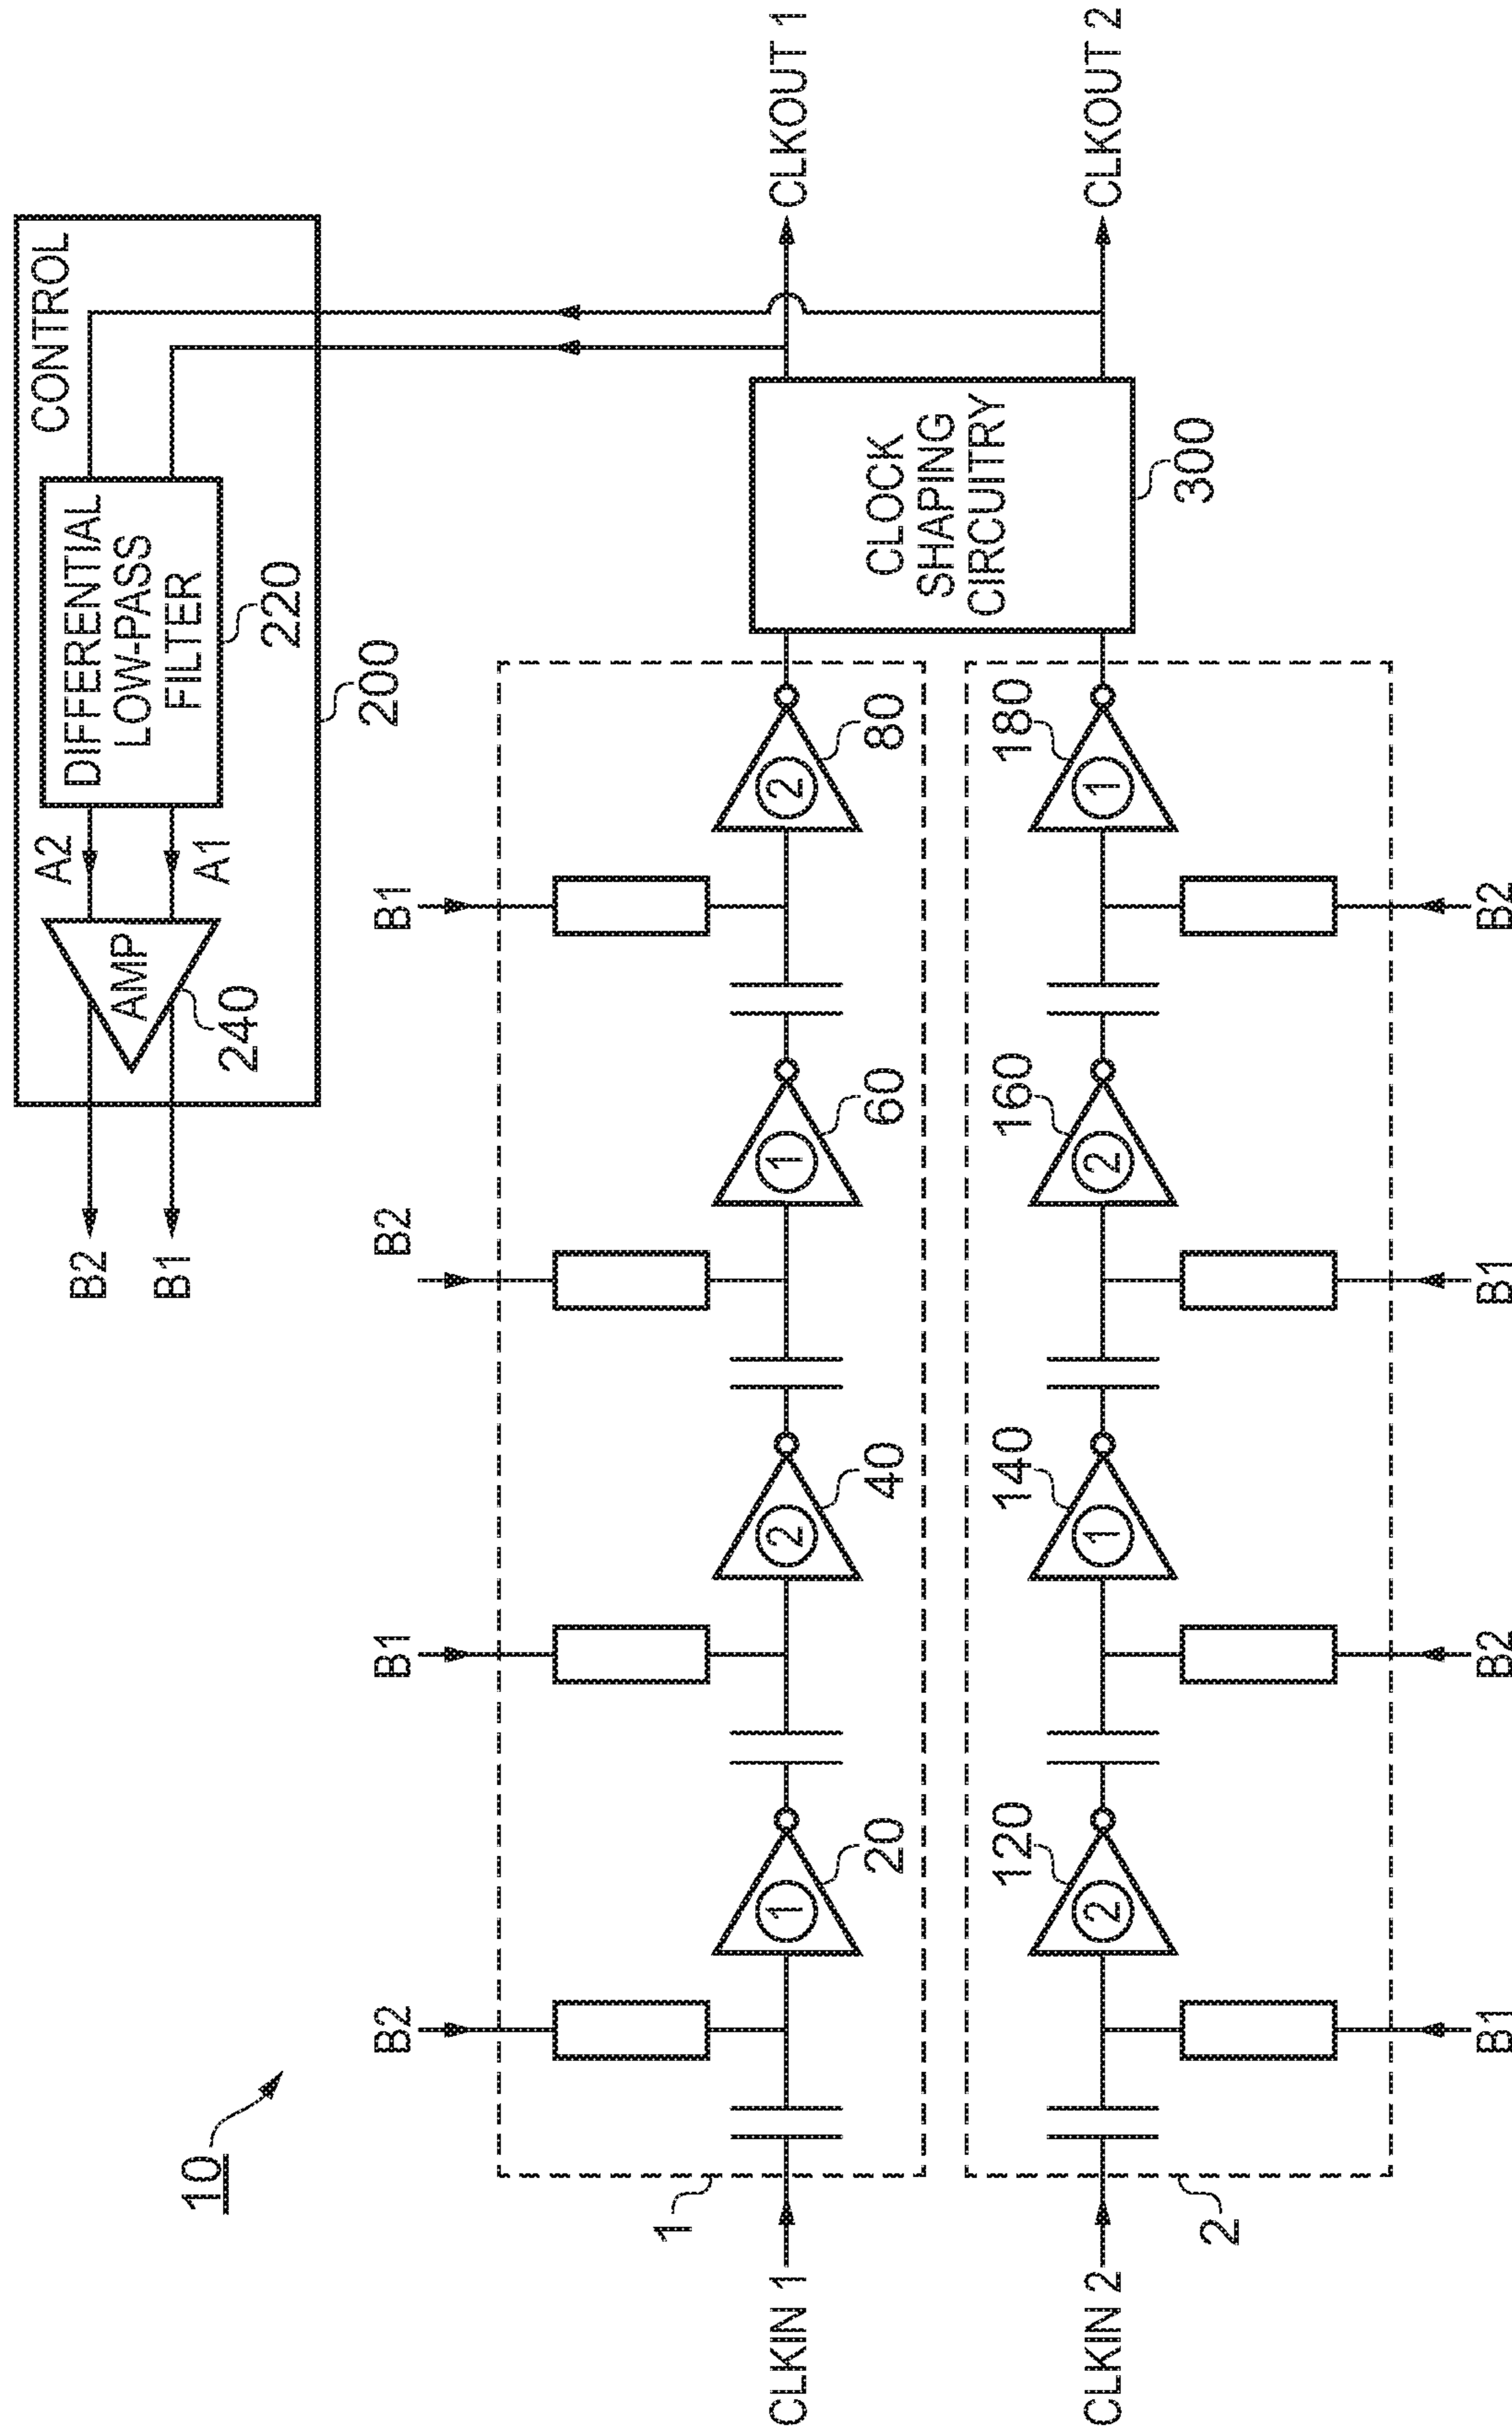 10
CONTROL
DIFFERENTIAL
LOW-PASS
FILTER
220
200
A2
A1
AMP
240
B2
B1
B2
B1
B2
B1
1
CLKIN 1
1
20
2
40
1
60
2
80
CLOCK
SHAPING
CIRCUITRY
300
CLKOUT 1
CLKOUT 2
2
CLKIN 2
2
120
1
140
2
160
1
180
B1
B2
B1
B2